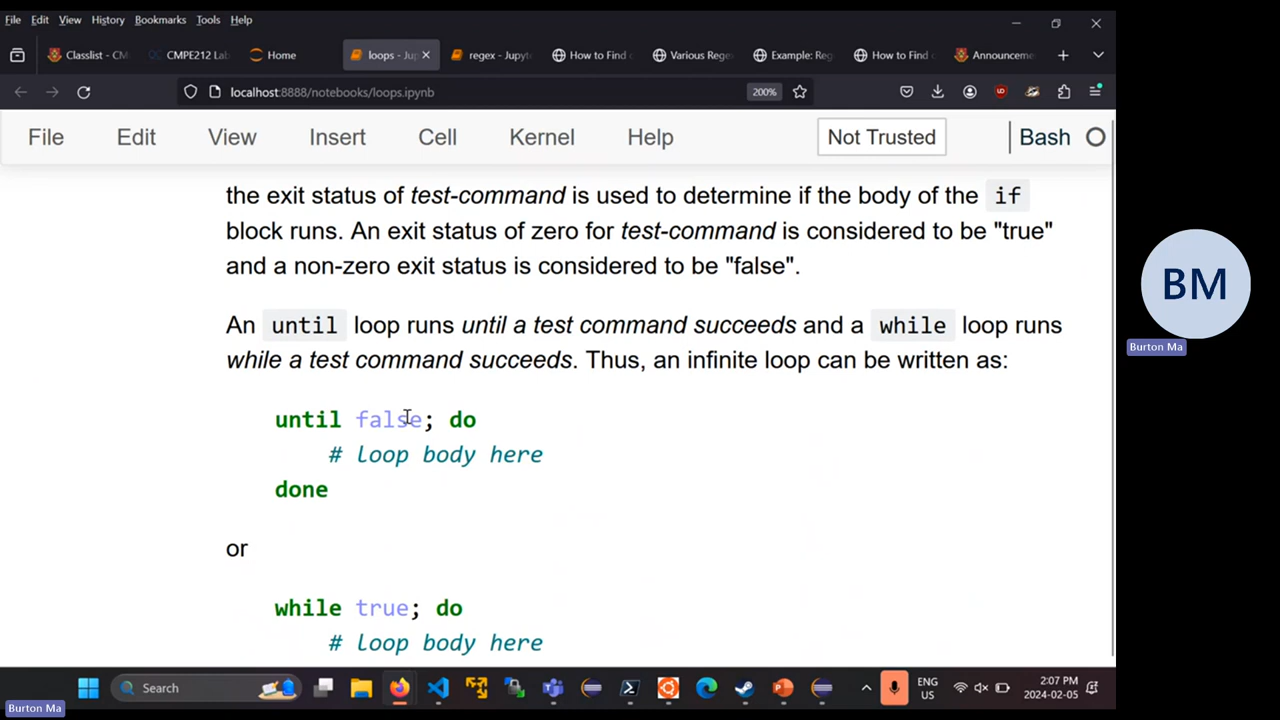 File Edit View History Bookmarks Tools Help
Classlist - CM
CMPE212 Lab
Home
loops - Jup
regex - Jupyt
How to Find
Various Rege
Example: Reg
How to Find
Announceme
localhost:8888/notebooks/loops.ipynb
200%
File Edit View Insert Cell Kernel Help Not Trusted Bash
the exit status of test-command is used to determine if the body of the if
block runs. An exit status of zero for test-command is considered to be "true"
and a non-zero exit status is considered to be "false".
An until loop runs until a test command succeeds and a while loop runs
while a test command succeeds. Thus, an infinite loop can be written as:
until false; do
# loop body here
done
or
while true; do
# loop body here
Search
ENG
US
2:07 PM
2024-02-05
Burton Ma
BM
Burton Ma